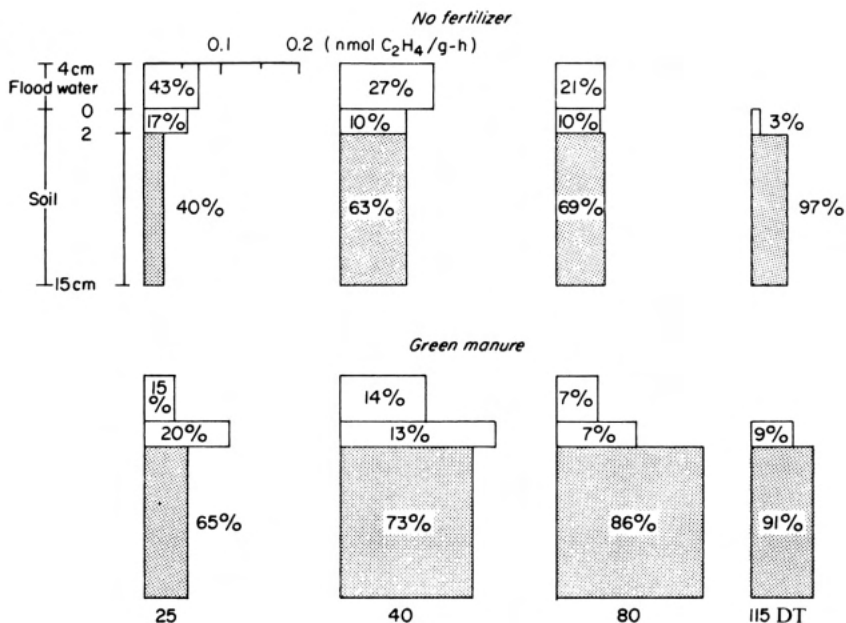 No fertilizer
0.1 0.2 (nmol C₂H₄/g-h)
4cm
Flood water
43% 27% 21%
0
17% 10% 10% 3%
2
Soil
40% 63% 69% 97%
15cm
Green manure
15
% 14% 7%
20% 13% 7% 9%
65% 73% 86% 91%
25 40 80 115 DT